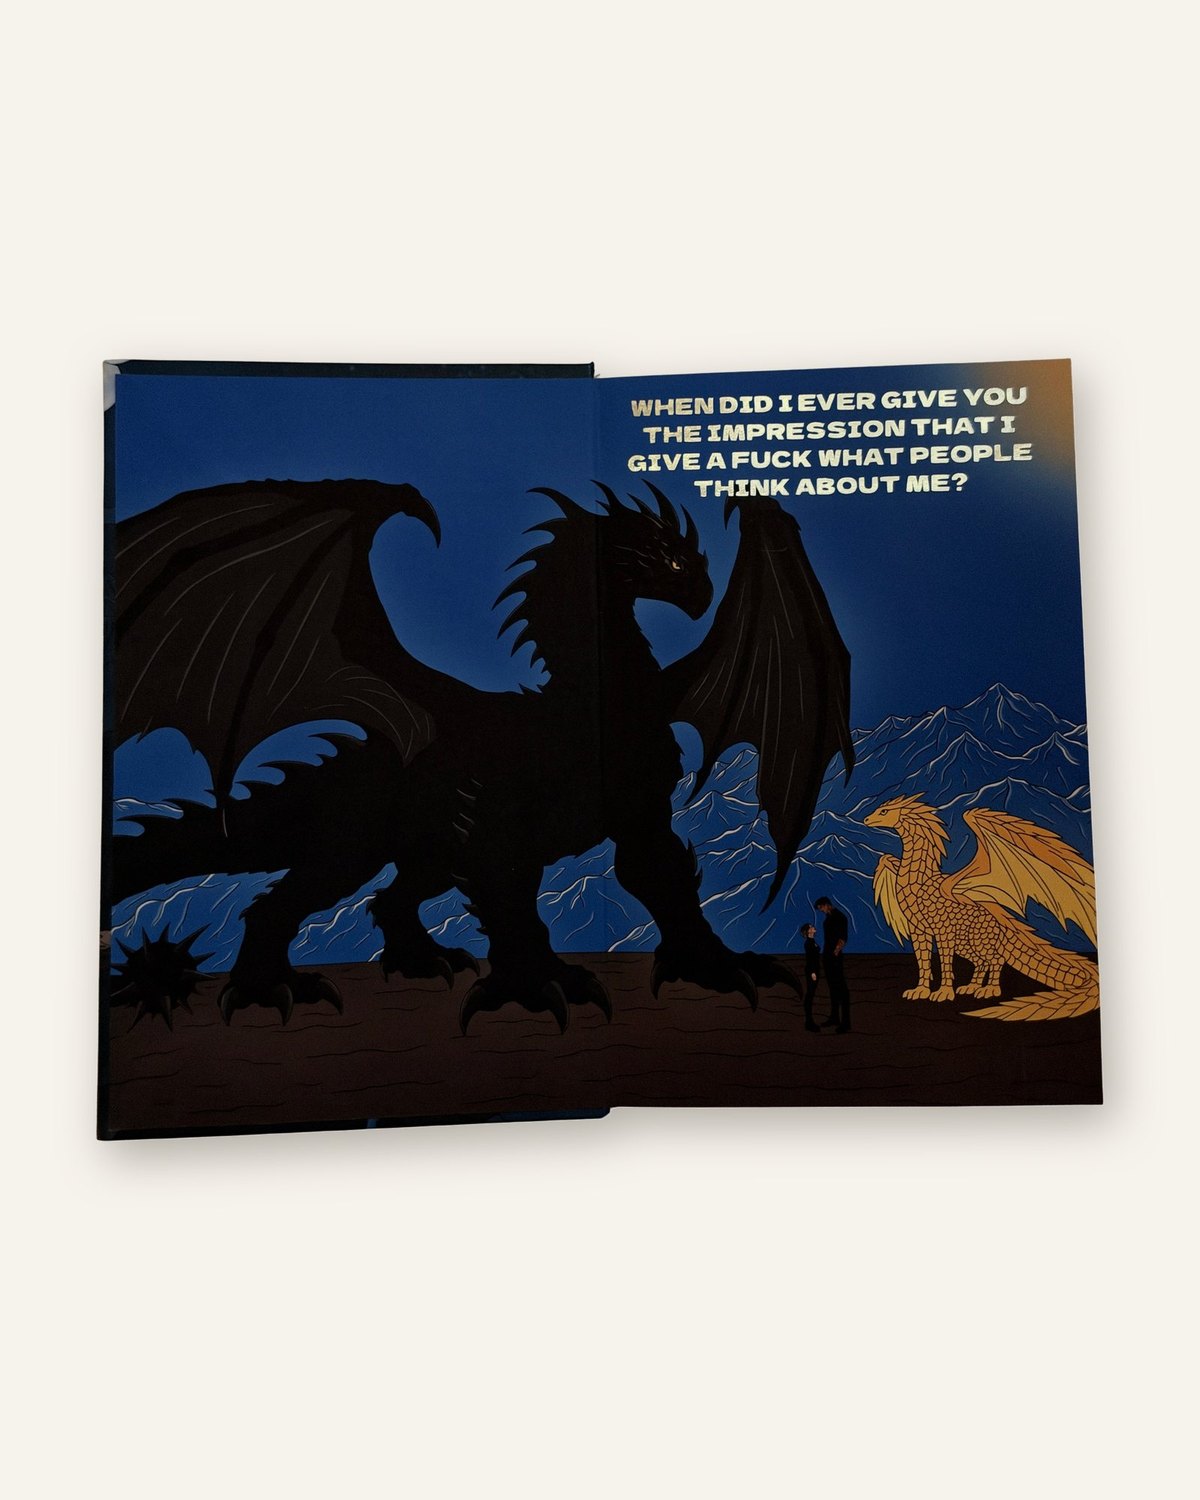 WHEN DID I EVER GIVE YOU
THE IMPRESSION THAT I
GIVE A FUCK WHAT PEOPLE
THINK ABOUT ME?